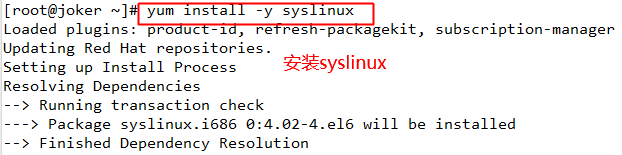 [root@joker ~]# yum install -y syslinux
Loaded plugins: product-id, refresh-packagekit, subscription-manager
Updating Red Hat repositories.
Setting up Install Process
安装syslinux
Resolving Dependencies
--> Running transaction check
---> Package syslinux.i686 0:4.02-4.el6 will be installed
--> Finished Dependency Resolution